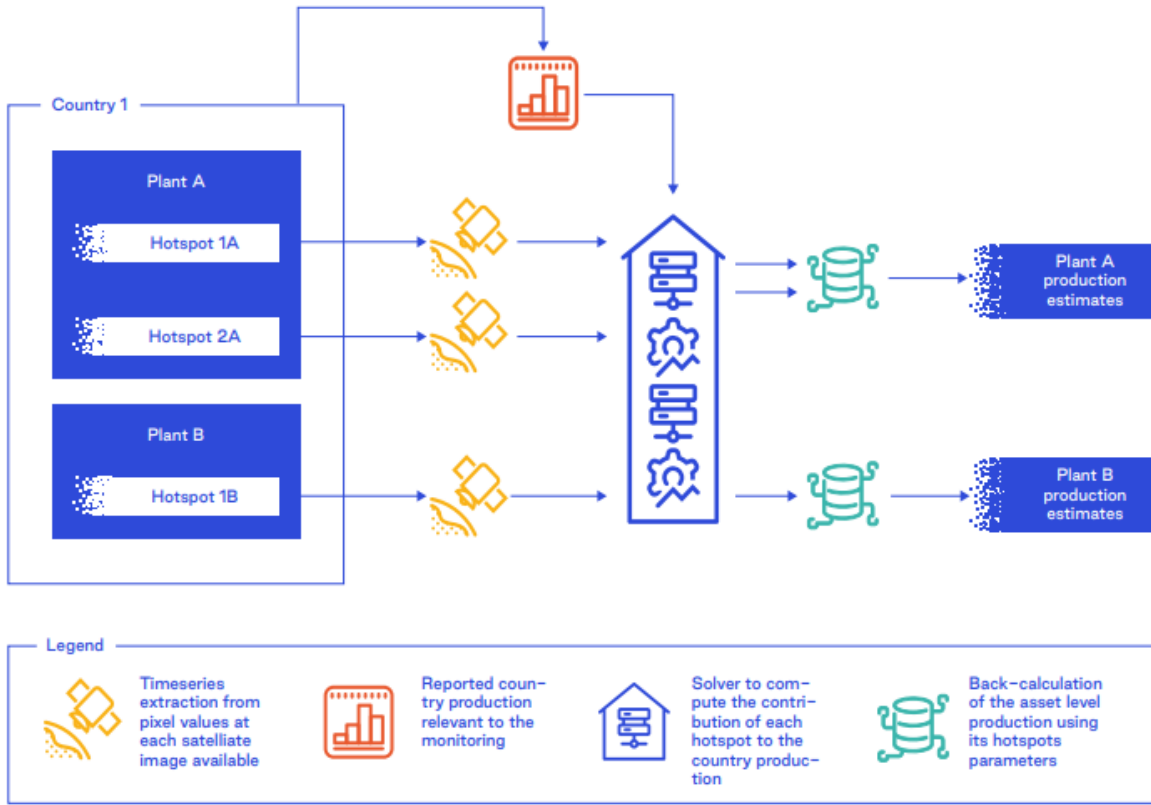 Country 1
Plant A
Hotspot 1A
Hotspot 2A
Plant B
Hotspot 1B
Plant A
production
estimates
Plant B
production
estimates
Legend
Timeseries
extraction from
pixel values at
each satelliate
image available
Reported coun-
try production
relevant to the
monitoring
Solver to com-
pute the contri-
bution of each
hotspot to the
country produc-
tion
Back-calculation
of the asset level
production using
its hotspots
parameters